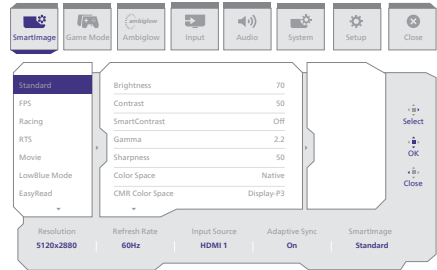 SmartImage
Game Mode
ambiglow
Ambiglow
Input
Audio
System
Setup
Close
Standard
FPS
Racing
RTS
Movie
LowBlue Mode
EasyRead
Brightness 70
Contrast 50
SmartContrast Off
Gamma 2.2
Sharpness 50
Color Space Native
CMR Color Space Display-P3
Select
OK
Close
Resolution Refresh Rate Input Source Adaptive Sync SmartImage
5120x2880 60Hz HDMI 1 On Standard